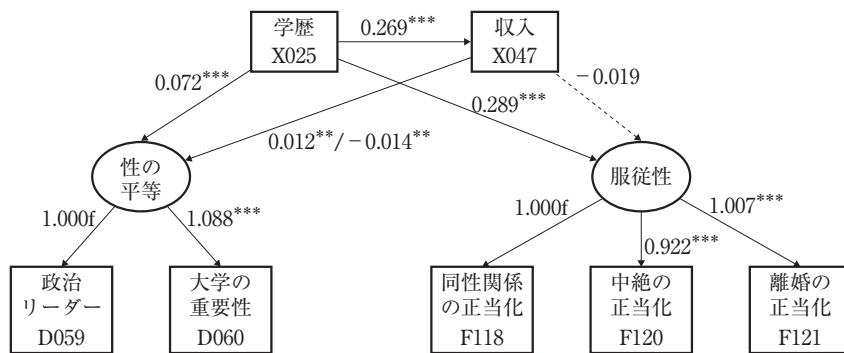 学歴
X025
0.269***
収入
X047
0.072***
0.289***
−0.019
0.012**/−0.014**
性の
平等
服従性
1.000f
1.088***
1.000f
0.922***
1.007***
政治
リーダー
D059
大学の
重要性
D060
同性関係
の正当化
F118
中絶の
正当化
F120
離婚の
正当化
F121